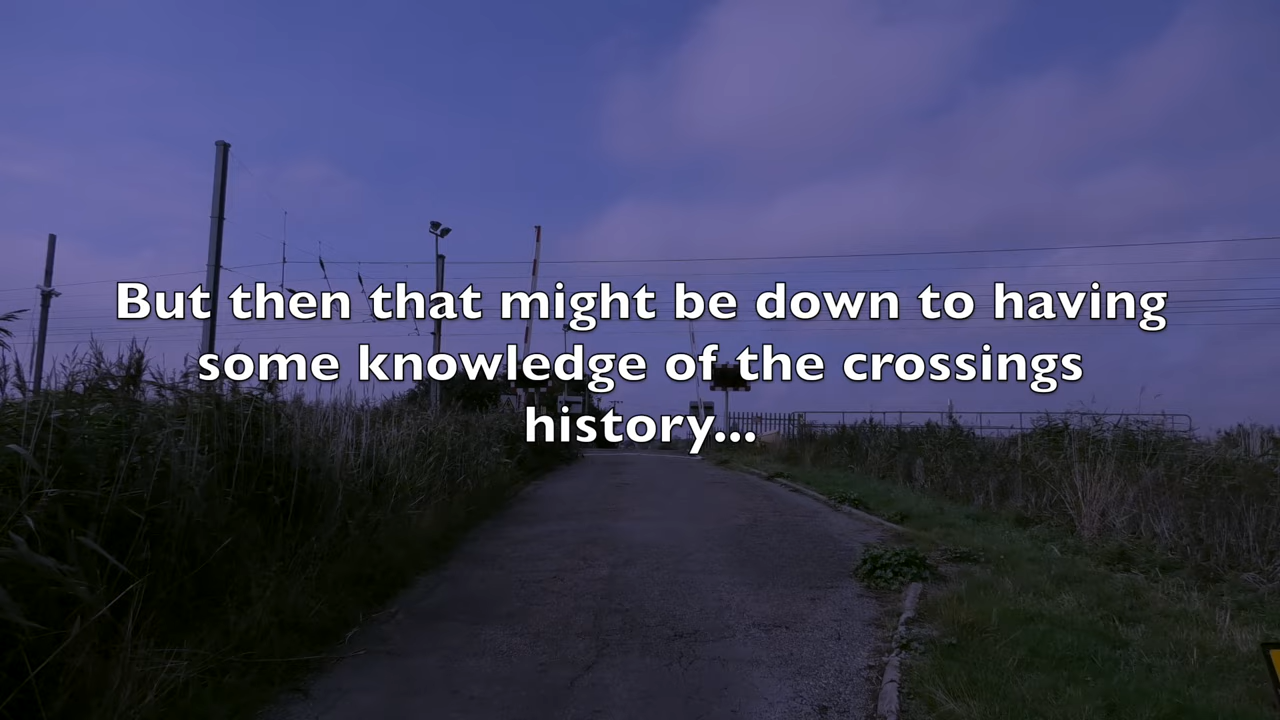 But then that might be down to having
some knowledge of the crossings
history...